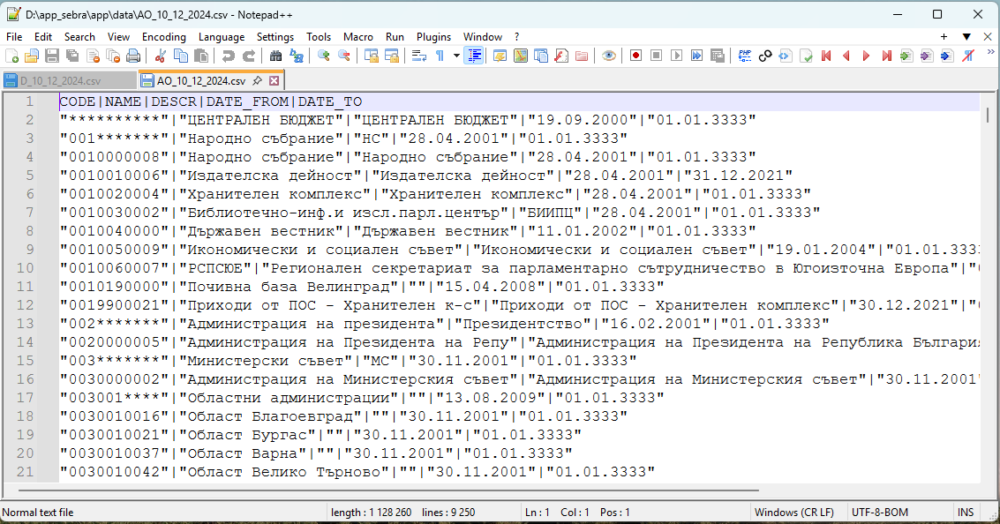 D:\app_sebra\app\data\AO_10_12_2024.csv - Notepad++
File Edit Search View Encoding Language Settings Tools Macro Run Plugins Window ?
D_10_12_2024.csv AO_10_12_2024.csv
1 CODE|NAME|DESCR|DATE_FROM|DATE_TO
2 "**********"|"ЦЕНТРАЛЕН БЮДЖЕТ"|"ЦЕНТРАЛЕН БЮДЖЕТ"|"19.09.2000"|"01.01.3333"
3 "001*******"|"Народно събрание"|"НС"|"28.04.2001"|"01.01.3333"
4 "0010000008"|"Народно събрание"|"Народно събрание"|"28.04.2001"|"01.01.3333"
5 "0010010006"|"Издателска дейност"|"Издателска дейност"|"28.04.2001"|"31.12.2021"
6 "0010020004"|"Хранителен комплекс"|"Хранителен комплекс"|"28.04.2001"|"01.01.3333"
7 "0010030002"|"Библиотечно-инф.и изсл.парл.център"|"БИИПЦ"|"28.04.2001"|"01.01.3333"
8 "0010040000"|"Държавен вестник"|"Държавен вестник"|"11.01.2002"|"01.01.3333"
9 "0010050009"|"Икономически и социален съвет"|"Икономически и социален съвет"|"19.01.2004"|"01.01.333
10 "0010060007"|"РСПСЮЕ"|"Регионален секретариат за парламентарно сътрудничество в Югоизточна Европа"|"
11 "0010190000"|"Почивна база Велинград"|""|"15.04.2008"|"01.01.3333"
12 "0019900021"|"Приходи от ПОС - Хранителен к-с"|"Приходи от ПОС - Хранителен комплекс"|"30.12.2021"|"
13 "002*******"|"Администрация на президента"|"Президентство"|"16.02.2001"|"01.01.3333"
14 "0020000005"|"Администрация на Президента на Репу"|"Администрация на Президента на Република България
15 "003*******"|"Министерски съвет"|"МС"|"30.11.2001"|"01.01.3333"
16 "0030000002"|"Администрация на Министерския съвет"|"Администрация на Министерския съвет"|"30.11.2001"
17 "003001****"|"Областни администрации"|""|"13.08.2009"|"01.01.3333"
18 "0030010016"|"Област Благоевград"|""|"30.11.2001"|"01.01.3333"
19 "0030010021"|"Област Бургас"|""|"30.11.2001"|"01.01.3333"
20 "0030010037"|"Област Варна"|""|"30.11.2001"|"01.01.3333"
21 "0030010042"|"Област Велико Търново"|""|"30.11.2001"|"01.01.3333"
Normal text file length : 1 128 260 lines : 9 250 Ln : 1 Col : 1 Pos : 1 Windows (CR LF) UTF-8-BOM INS